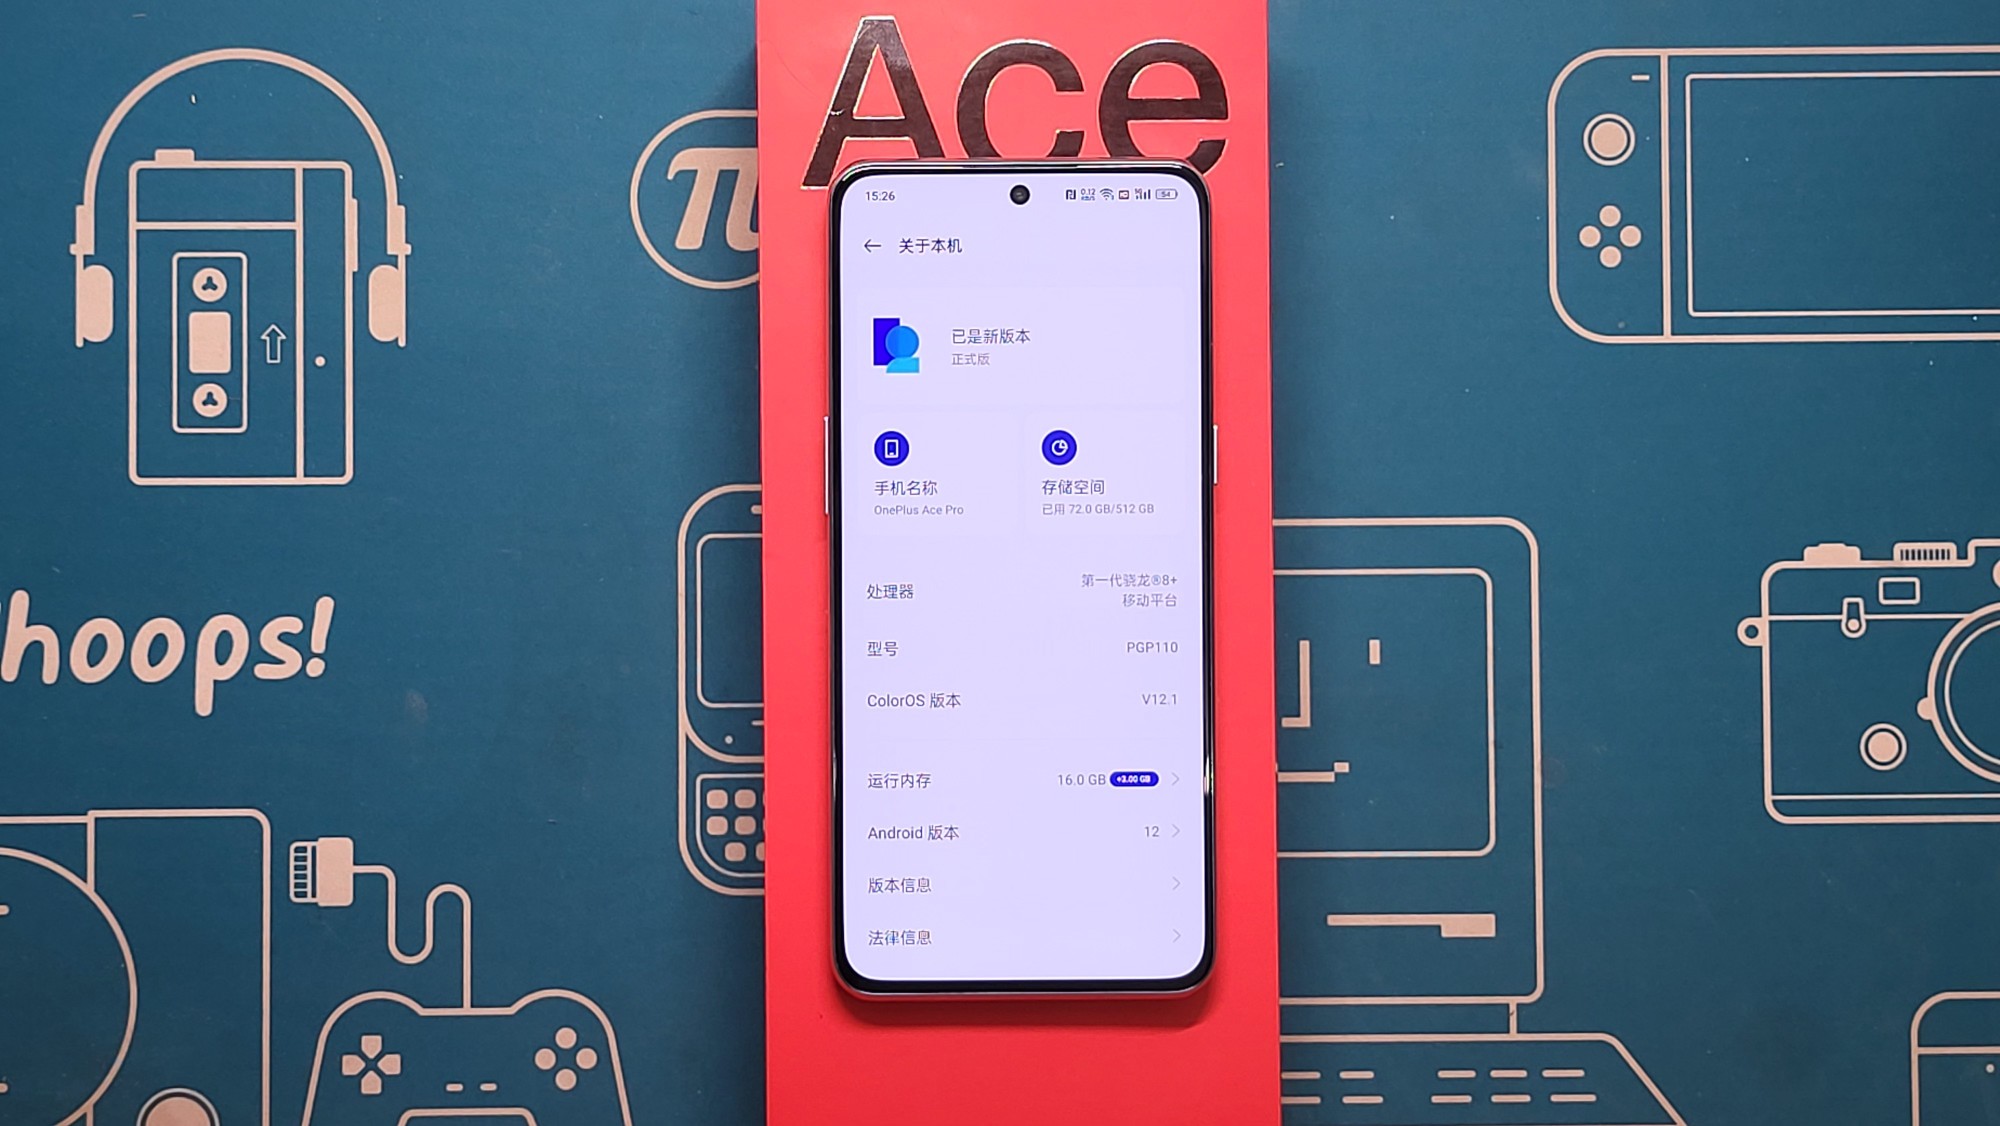 Ace
π
15:26
0.12
54
关于本机
已是新版本
正式版
手机名称
OnePlus Ace Pro
存储空间
已用 72.0 GB/512 GB
处理器
第一代骁龙®8+
移动平台
型号
PGP110
ColorOS 版本
V12.1
运行内存
16.0 GB
+3.00 GB
Android 版本
12
版本信息
法律信息
hoops!